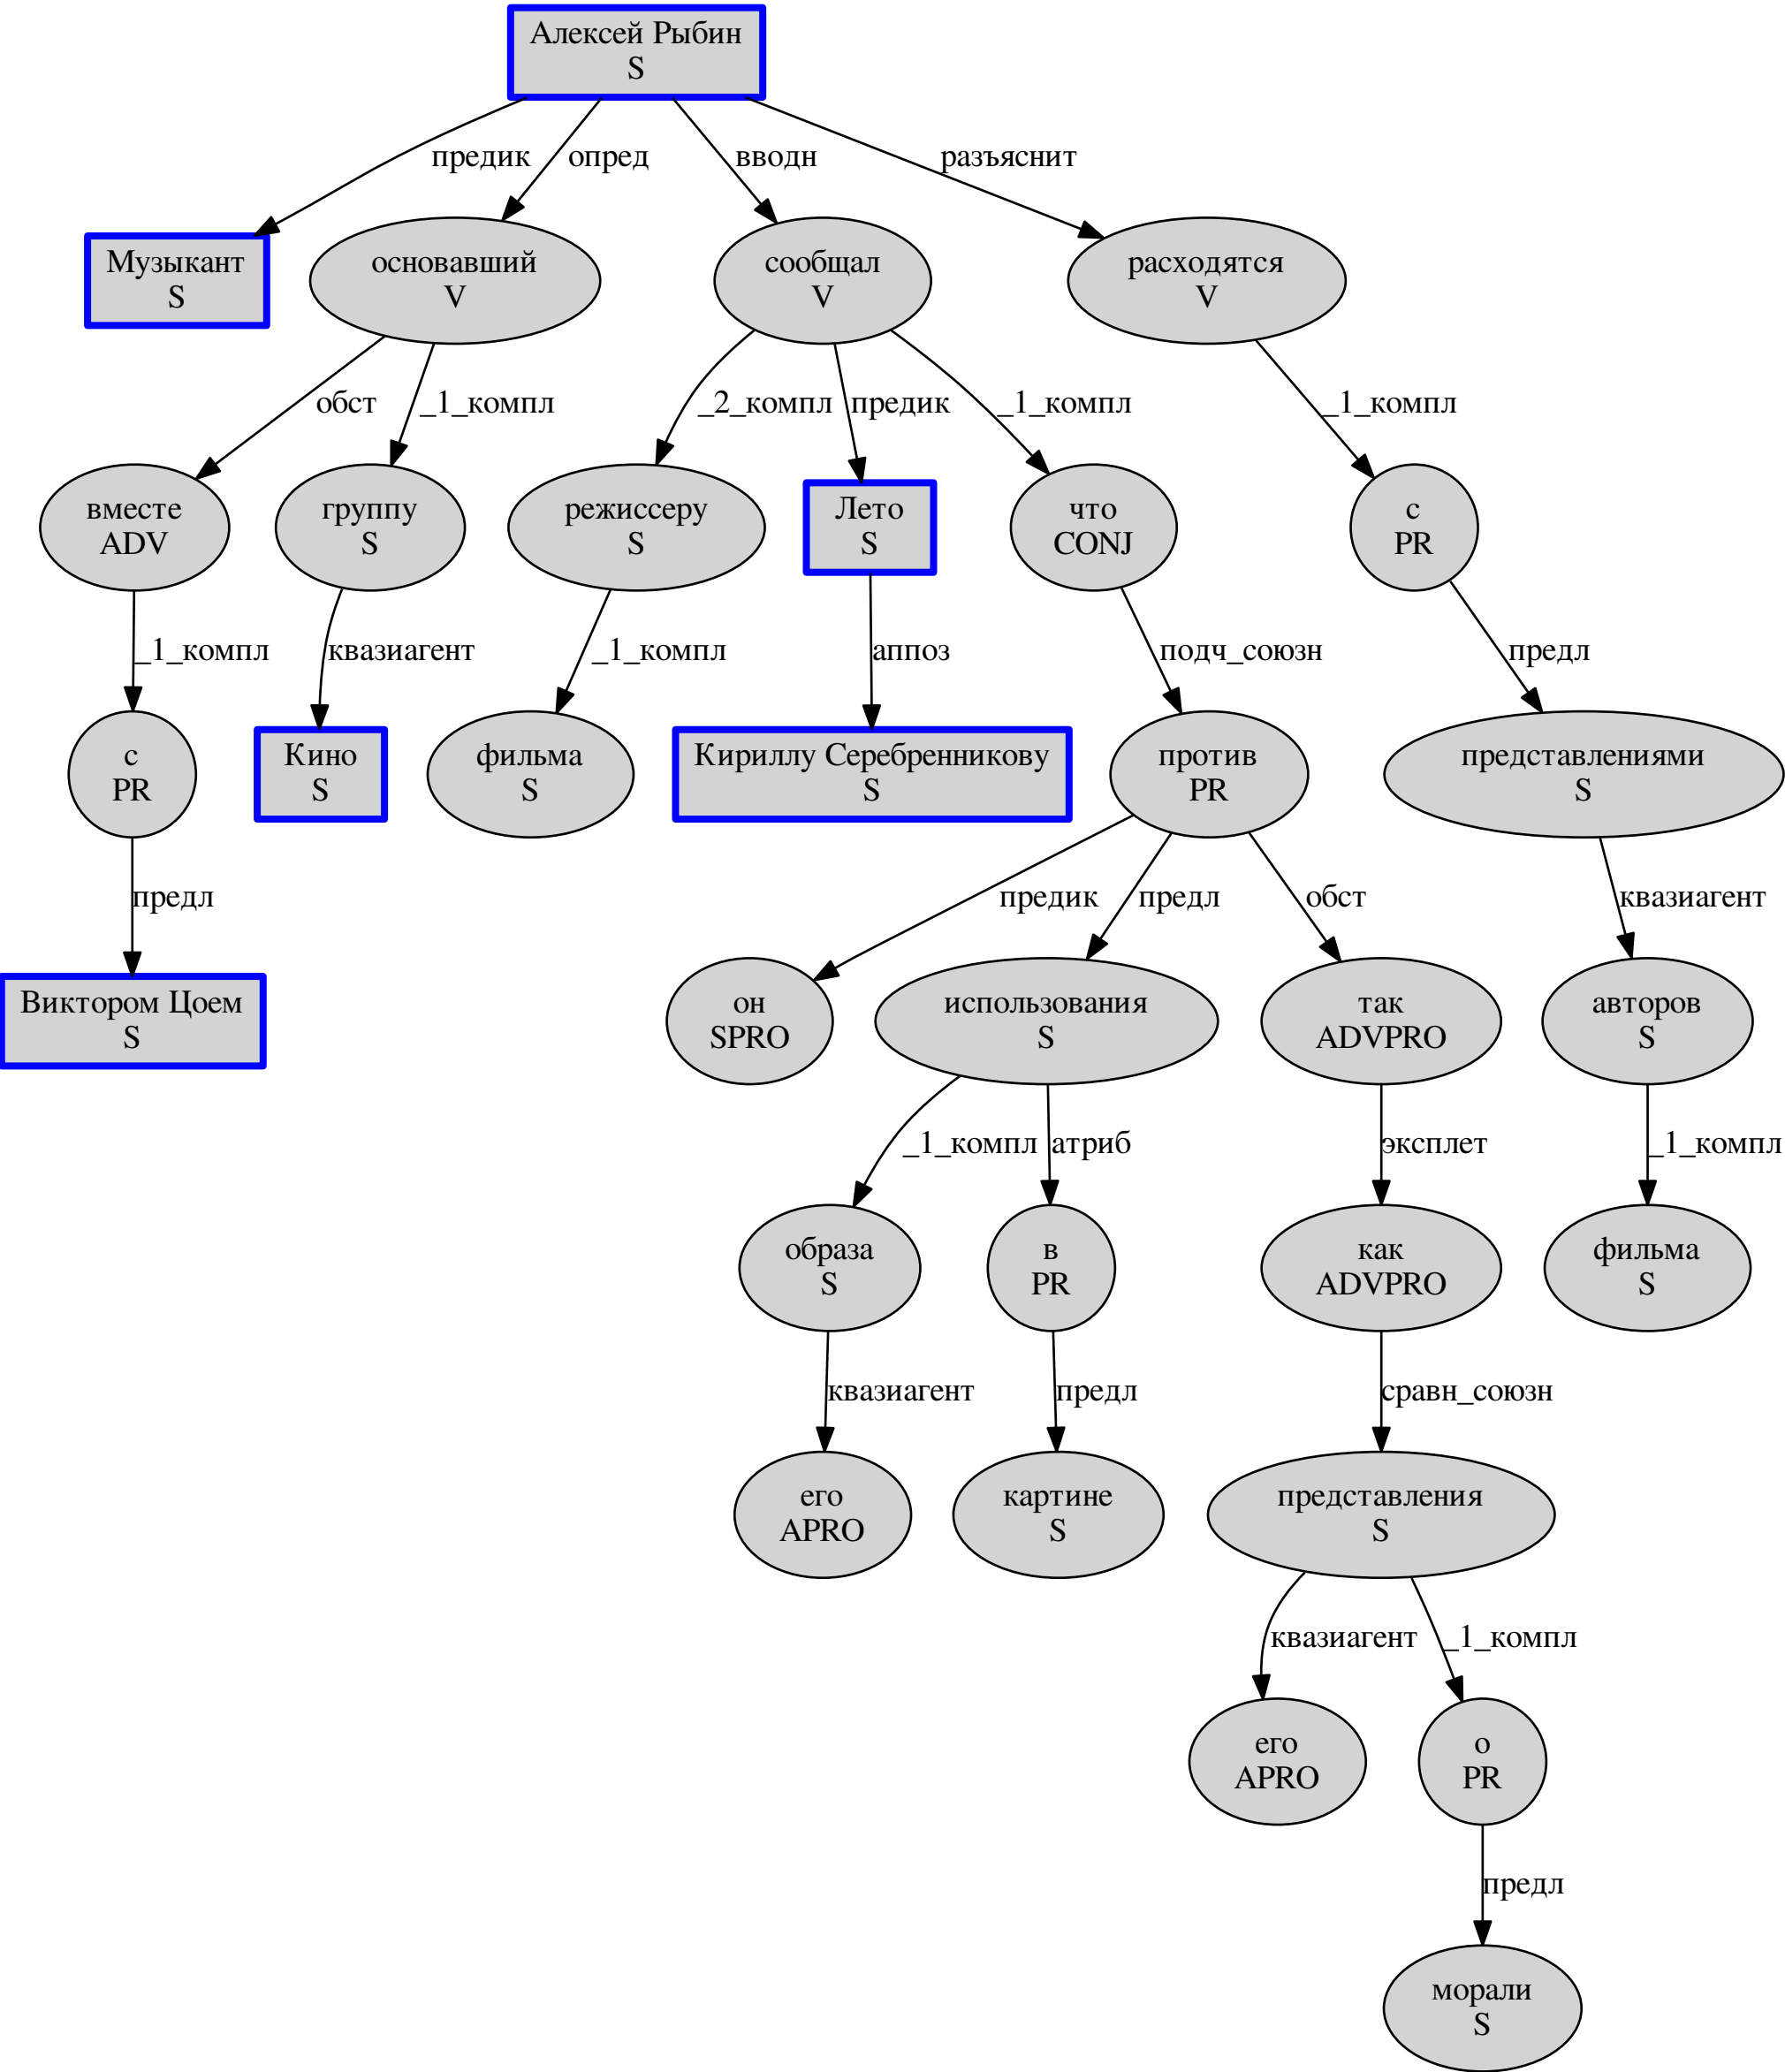 Алексей Рыбин
S
предик
опред
вводн
разъяснит
Музыкант
S
основавший
V
сообщал
V
расходятся
V
обст
_1_компл
_2_компл
предик
_1_компл
_1_компл
вместе
ADV
группу
S
режиссеру
S
Лето
S
что
CONJ
с
PR
_1_компл
квазиагент
_1_компл
аппоз
подч_союзн
предл
с
PR
Кино
S
фильма
S
Кириллу Серебренникову
S
против
PR
представлениями
S
предл
предик
предл
обст
квазиагент
Виктором Цоем
S
он
SPRO
использования
S
так
ADVPRO
авторов
S
_1_компл
атриб
эксплет
_1_компл
образа
S
в
PR
как
ADVPRO
фильма
S
квазиагент
предл
сравн_союзн
его
APRO
картине
S
представления
S
квазиагент
_1_компл
его
APRO
о
PR
предл
морали
S